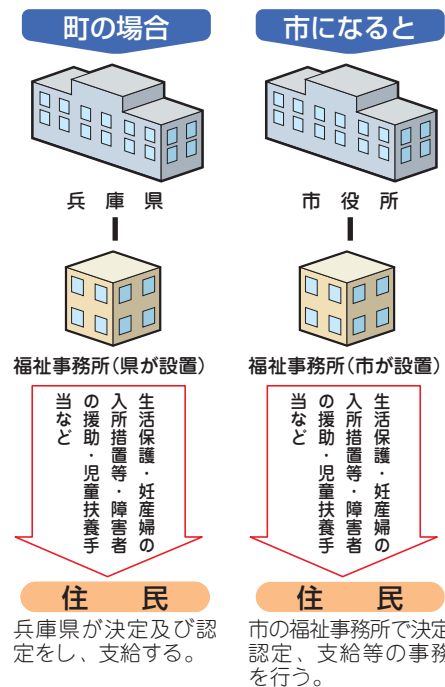 町の場合
兵庫県
福祉事務所(県が設置)
生活保護・妊産婦の
入所措置等・障害者
の援助・児童扶養手
当など
住民
兵庫県が決定及び認
定をし、支給する。
市になると
市役所
福祉事務所(市が設置)
生活保護・妊産婦の
入所措置等・障害者
の援助・児童扶養手
当など
住民
市の福祉事務所で決定
認定、支給等の事務
を行う。